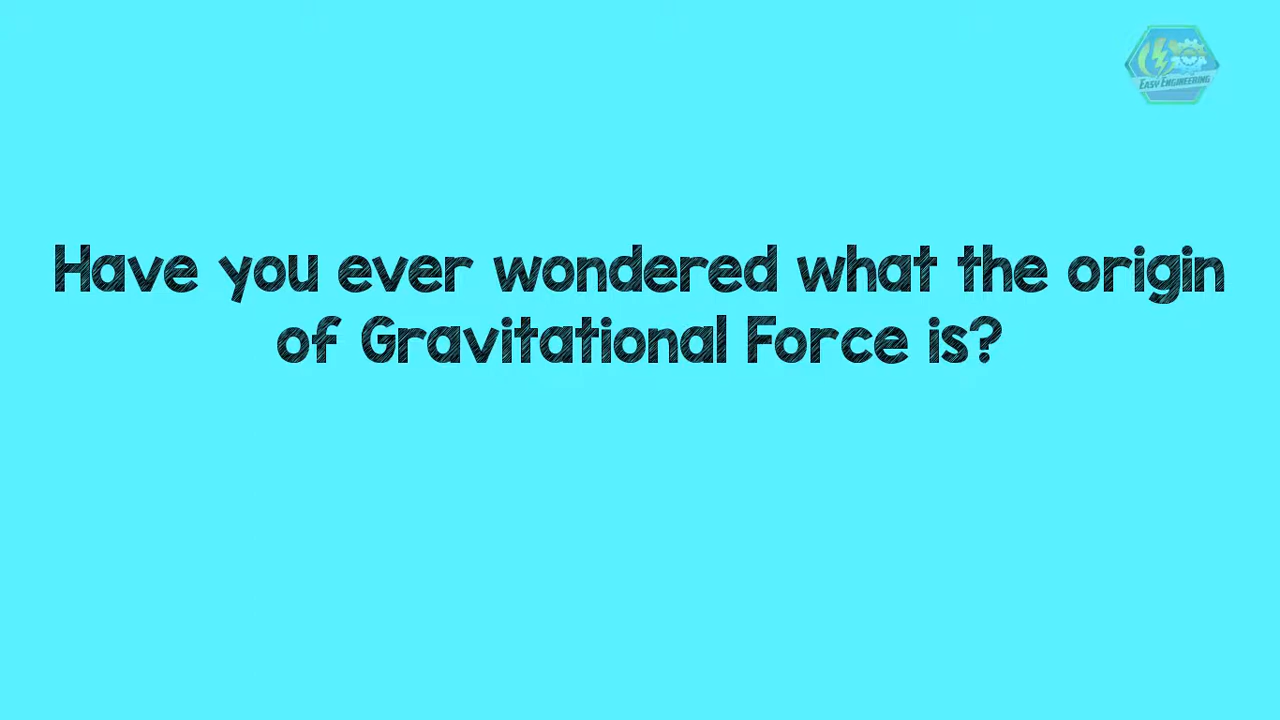 EASY ENGINEERING
Have you ever wondered what the origin
of Gravitational Force is?